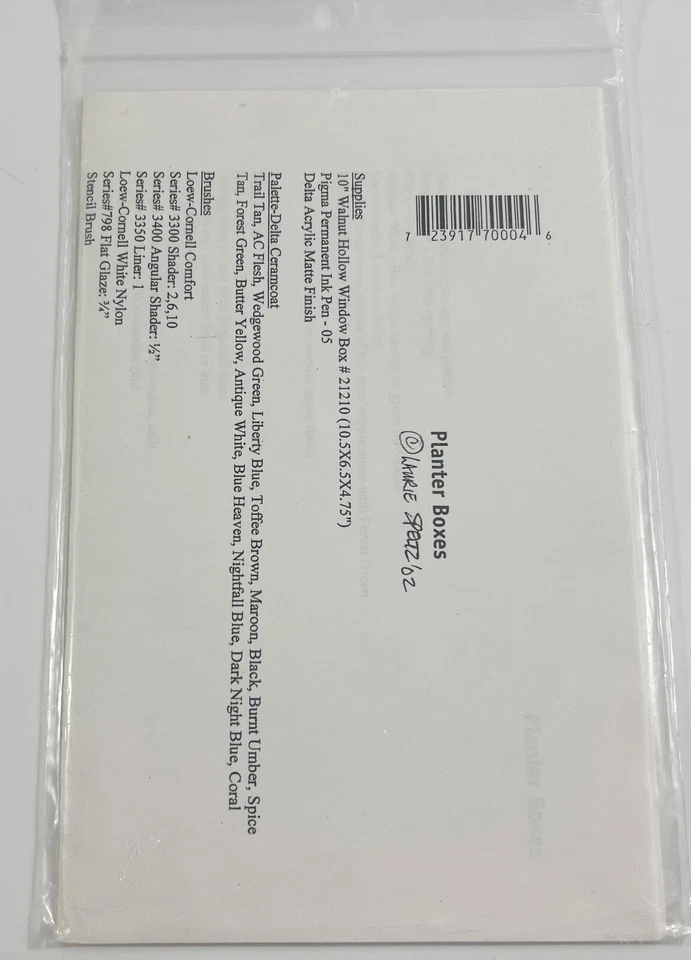 7 23917 70004 6
Planter Boxes
© LAURIE SPELTZ '02
Supplies
10" Walnut Hollow Window Box # 21210 (10.5X6.5X4.75")
Pigma Permanent Ink Pen - 05
Delta Acrylic Matte Finish
Palette-Delta Ceramcoat
Trail Tan, AC Flesh, Wedgewood Green, Liberty Blue, Toffee Brown, Maroon, Black, Burnt Umber, Spice
Tan, Forest Green, Butter Yellow, Antique White, Blue Heaven, Nightfall Blue, Dark Night Blue, Coral
Brushes
Loew-Cornell Comfort
Series# 3300 Shader: 2,6,10
Series# 3400 Angular Shader: ½"
Series# 3350 Liner: 1
Loew-Cornell White Nylon
Series#798 Flat Glaze: ¾"
Stencil Brush
Planter Boxes